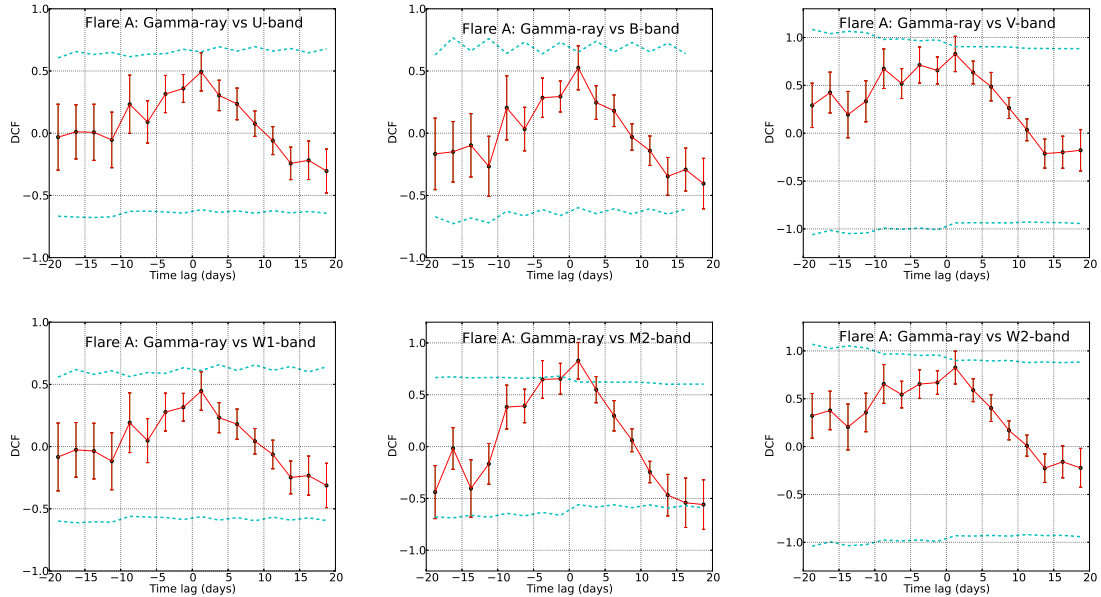 Flare A: Gamma-ray vs U-band
1.0
0.5
0.0
−0.5
−1.0
DCF
−20 −15 −10 −5 0 5 10 15 20
Time lag (days)
Flare A: Gamma-ray vs B-band
1.0
0.5
0.0
−0.5
−1.0
DCF
−20 −15 −10 −5 0 5 10 15 20
Time lag (days)
Flare A: Gamma-ray vs V-band
1.0
0.5
0.0
−0.5
−1.0
DCF
−20 −15 −10 −5 0 5 10 15 20
Time lag (days)
Flare A: Gamma-ray vs W1-band
1.0
0.5
0.0
−0.5
−1.0
DCF
−20 −15 −10 −5 0 5 10 15 20
Time lag (days)
Flare A: Gamma-ray vs M2-band
1.0
0.5
0.0
−0.5
−1.0
DCF
−20 −15 −10 −5 0 5 10 15 20
Time lag (days)
Flare A: Gamma-ray vs W2-band
1.0
0.5
0.0
−0.5
−1.0
DCF
−20 −15 −10 −5 0 5 10 15 20
Time lag (days)